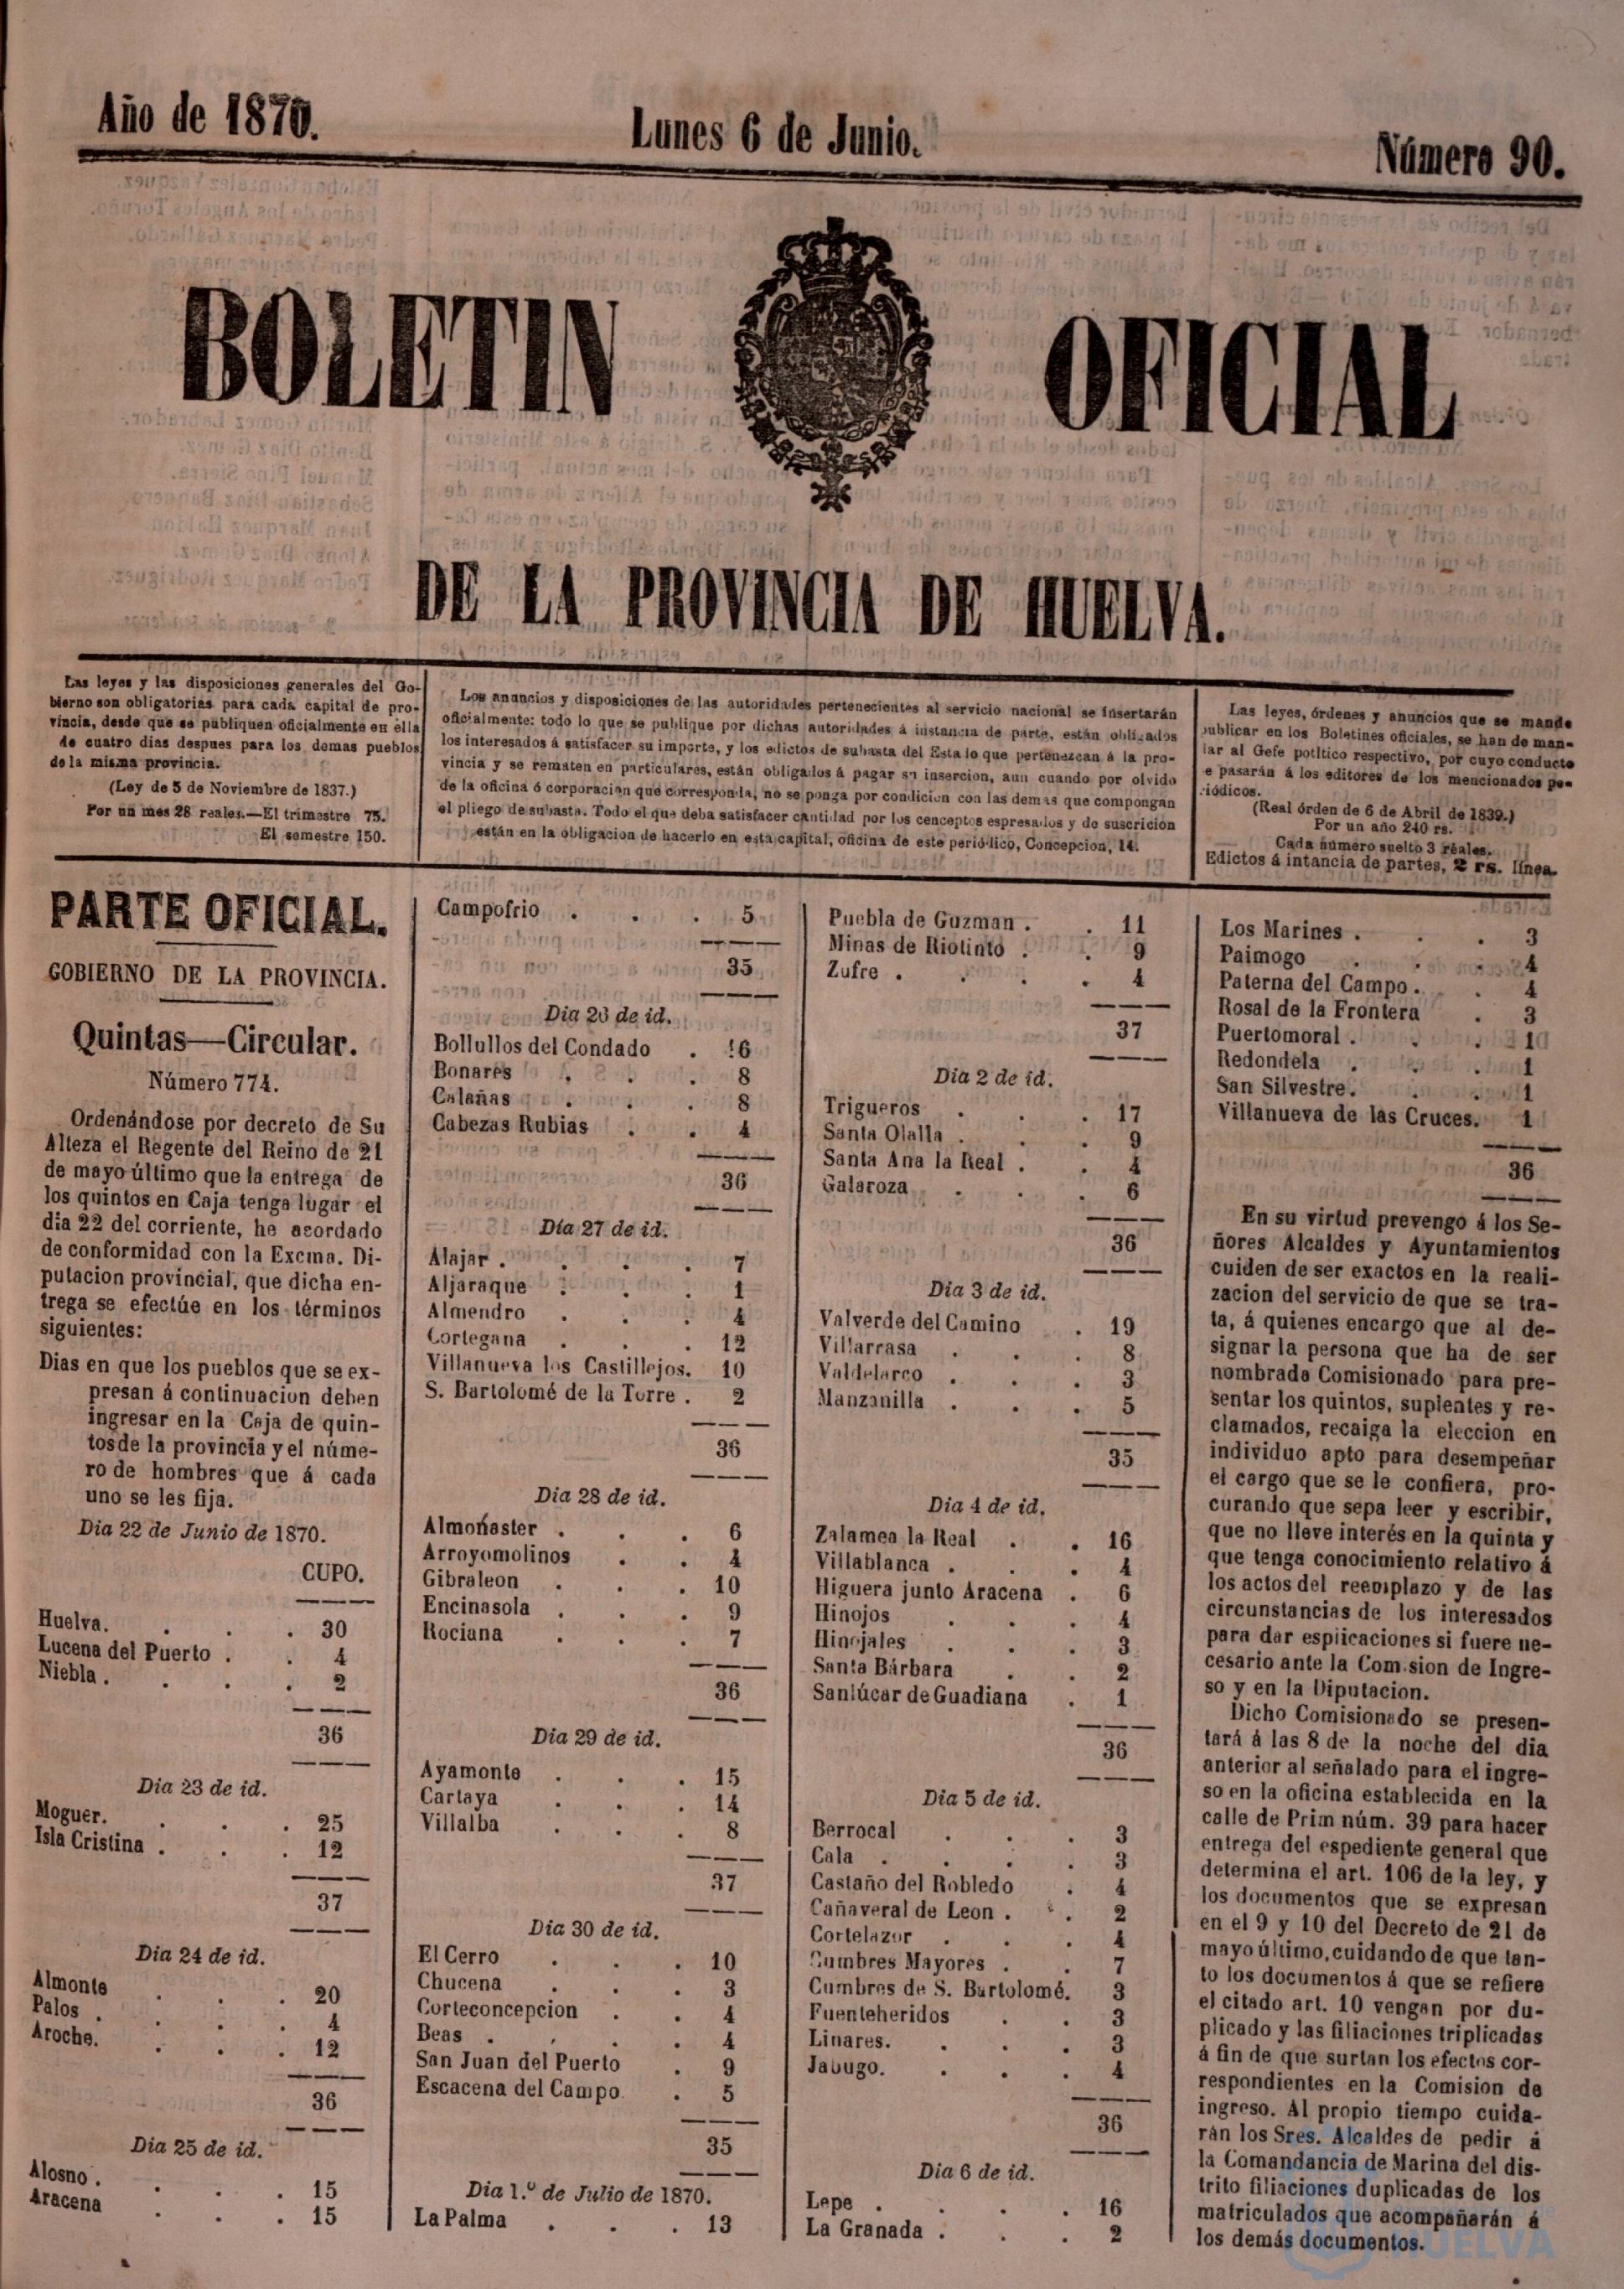 Año de 1870.
Lunes 6 de Junio.
Número 90.
BOLETIN OFICIAL
DE LA PROVINCIA DE HUELVA.
Las leyes y las disposiciones generales del Go-
bierno son obligatorias para cada capital de pro-
vincia, desde que se publiquen oficialmente en ella
de cuatro dias despues para los demas pueblos
de la misma provincia.
(Ley de 5 de Noviembre de 1837.)
Por un mes 28 reales.—El trimestre 75.
El semestre 150.
Los anuncios y disposiciones de las autoridades pertenecientes al servicio nacional se insertarán
oficialmente: todo lo que se publique por dichas autoridades á instancia de parte, están obligados
los interesados á satisfacer su importe, y los edictos de subasta del Estalo que pertenezcan á la pro-
vincia y se rematen en particulares, están obligados á pagar su insercion, aun cuando por olvido
de la oficina ó corporacion que corresponda, no se ponga por condicion con las demas que compongan
el pliego de subasta. Todo el que deba satisfacer cantidad por los cenceptos espresados y de suscricion
están en la obligacion de hacerlo en esta capital, oficina de este periódico, Concepcion, 14.
Las leyes, órdenes y anuncios que se mande
publicar en los Boletines oficiales, se han de man-
iar al Gefe potltico respectivo, por cuyo conducto
e pasarán á los editores de los mencionados pe-
riódicos.
(Real órden de 6 de Abril de 1839.)
Por un año 240 rs.
Cada número suelto 3 reales.
Edictos á intancia de partes, 2 rs. línea.
PARTE OFICIAL.
GOBIERNO DE LA PROVINCIA.
Quintas—Circular.
Número 774.
Ordenándose por decreto de Su
Alteza el Regente del Reino de 21
de mayo último que la entrega de
los quintos en Caja tenga lugar el
dia 22 del corriente, he acordado
de conformidad con la Excma. Di-
putacion provincial, que dicha en-
trega se efectúe en los términos
siguientes:
Dias en que los pueblos que se ex-
presan á continuacion deben
ingresar en la Caja de quin-
tos de la provincia y el núme-
ro de hombres que á cada
uno se les fija.
Dia 22 de Junio de 1870.
CUPO.
Huelva. . . . 30
Lucena del Puerto . . 4
Niebla . . . . 2
36
Dia 23 de id.
Moguer. . . . 25
Isla Cristina . . . 12
37
Dia 24 de id.
Almonte . . . 20
Palos . . . . 4
Aroche. . . . 12
36
Dia 25 de id.
Alosno . . . . 15
Aracena . . . 15
Campofrio . . . 5
35
Dia 26 de id.
Bollullos del Condado . 16
Bonares . . . 8
Calañas . . . 8
Cabezas Rubias . . 4
36
Dia 27 de id.
Alajar . . . . 7
Aljaraque . . . 1
Almendro . . . 4
Cortegana . . . 12
Villanueva los Castillejos. 10
S. Bartolomé de la Torre . 2
36
Dia 28 de id.
Almonaster . . . 6
Arroyomolinos . . 4
Gibraleon . . . 10
Encinasola . . . 9
Rociana . . . 7
36
Dia 29 de id.
Ayamonte . . . 15
Cartaya . . . 14
Villalba . . . 8
37
Dia 30 de id.
El Cerro . . . 10
Chucena . . . 3
Corteconcepcion . . 4
Beas . . . . 4
San Juan del Puerto . 9
Escacena del Campo . 5
35
Dia 1.º de Julio de 1870.
La Palma . . . 13
Puebla de Guzman . . 11
Minas de Riotinto . . 9
Zufre . . . . 4
37
Dia 2 de id.
Trigueros . . . 17
Santa Olalla . . . 9
Santa Ana la Real . . 4
Galaroza . . . 6
36
Dia 3 de id.
Valverde del Camino . 19
Villarrasa . . . 8
Valdelarco . . . 3
Manzanilla . . . 5
35
Dia 4 de id.
Zalamea la Real . . 16
Villablanca . . . 4
Higuera junto Aracena . 6
Hinojos . . . 4
Hinojales . . . 3
Santa Bárbara . . 2
Sanlúcar de Guadiana . 1
36
Dia 5 de id.
Berrocal . . . 3
Cala . . . . 3
Castaño del Robledo . 4
Cañaveral de Leon . . 2
Cortelazor . . . 4
Cumbres Mayores . . 7
Cumbres de S. Bartolomé. 3
Fuenteheridos . . 3
Linares. . . . 3
Jabugo. . . . 4
36
Dia 6 de id.
Lepe . . . . 16
La Granada . . . 2
Los Marines . . . 3
Paimogo . . . 4
Paterna del Campo . . 4
Rosal de la Frontera . 3
Puertomoral . . . 1
Redondela . . . 1
San Silvestre. . . 1
Villanueva de las Cruces. 1
36
En su virtud prevengo á los Se-
ñores Alcaldes y Ayuntamientos
cuiden de ser exactos en la reali-
zacion del servicio de que se tra-
ta, á quienes encargo que al de-
signar la persona que ha de ser
nombrada Comisionado para pre-
sentar los quintos, suplentes y re-
clamados, recaiga la eleccion en
individuo apto para desempeñar
el cargo que se le confiera, pro-
curando que sepa leer y escribir,
que no lleve interés en la quinta y
que tenga conocimiento relativo á
los actos del reemplazo y de las
circunstancias de los interesados
para dar espiicaciones si fuere ne-
cesario ante la Comision de Ingre-
so y en la Diputacion.
Dicho Comisionado se presen-
tará á las 8 de la noche del dia
anterior al señalado para el ingre-
so en la oficina establecida en la
calle de Prim núm. 39 para hacer
entrega del espediente general que
determina el art. 106 de la ley, y
los documentos que se expresan
en el 9 y 10 del Decreto de 21 de
mayo último, cuidando de que tan-
to los documentos á que se refiere
el citado art. 10 vengan por du-
plicado y las filiaciones triplicadas
á fin de que surtan los efectos cor-
respondientes en la Comision de
ingreso. Al propio tiempo cuida-
rán los Sres. Alcaldes de pedir á
la Comandancia de Marina del dis-
trito filiaciones duplicadas de los
matriculados que acompañarán á
los demás documentos.
HUELVA